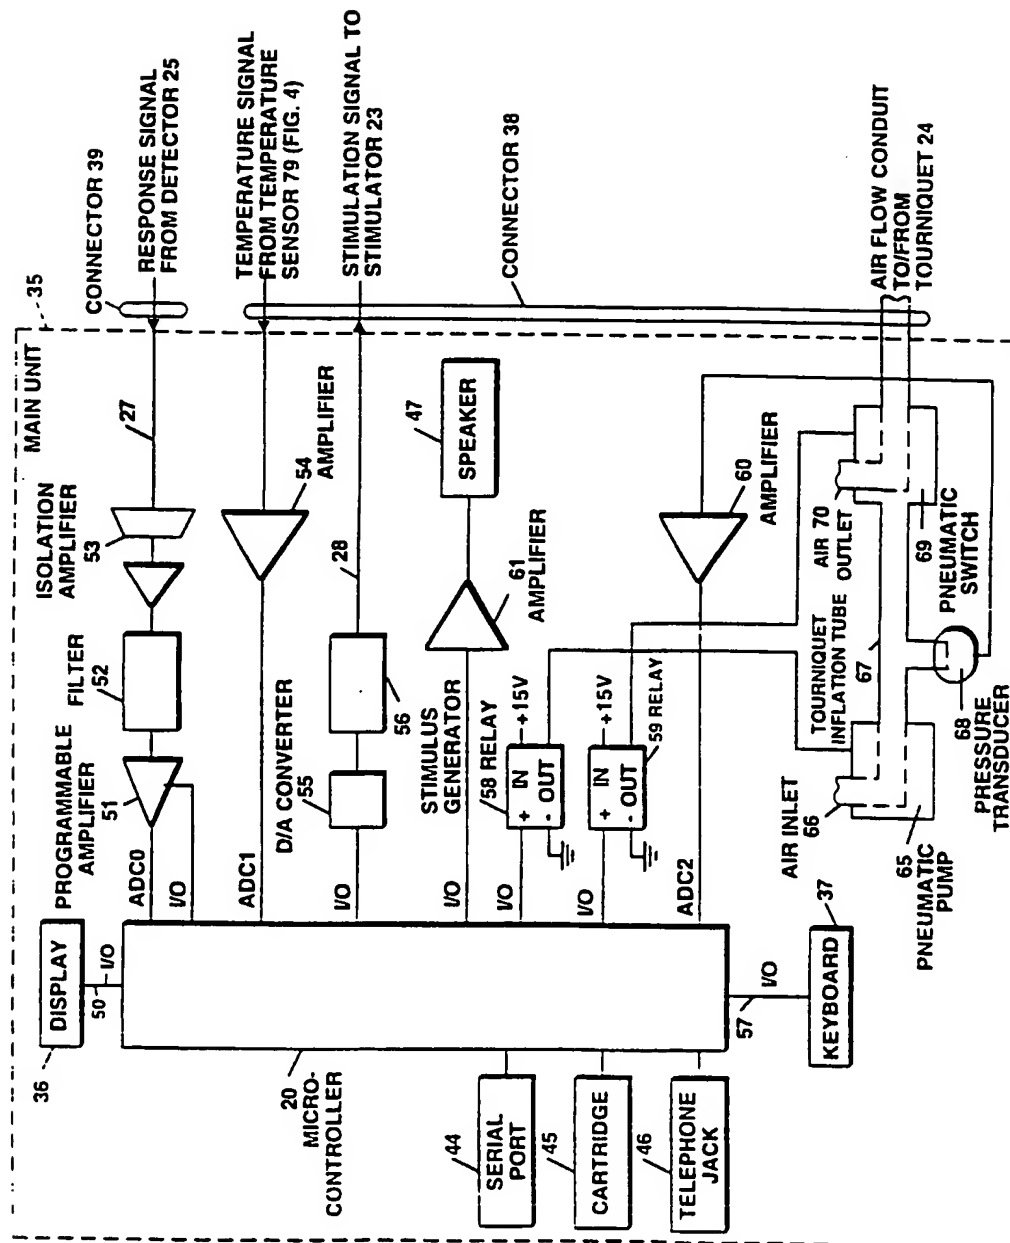 35
MAIN UNIT
CONNECTOR 39
RESPONSE SIGNAL
FROM DETECTOR 25
TEMPERATURE SIGNAL
FROM TEMPERATURE
SENSOR 79 (FIG. 4)
STIMULATION SIGNAL TO
STIMULATOR 23
CONNECTOR 38
AIR FLOW CONDUIT
TO/FROM
TOURNIQUET 24
36
DISPLAY
50
I/O
PROGRAMMABLE
AMPLIFIER
51
FILTER
52
ISOLATION
AMPLIFIER
53
27
ADC0
I/O
ADC1
54
AMPLIFIER
D/A CONVERTER
55
56
28
I/O
STIMULUS
GENERATOR
I/O
61
AMPLIFIER
47
SPEAKER
58 RELAY
I/O
+ IN
- OUT
+15V
59 RELAY
I/O
+ IN
- OUT
+15V
ADC2
60
AMPLIFIER
20
MICRO-
CONTROLLER
44
SERIAL
PORT
45
CARTRIDGE
46
TELEPHONE
JACK
57
I/O
37
KEYBOARD
AIR INLET
66
65
PNEUMATIC
PUMP
TOURNIQUET
INFLATION TUBE
67
68
PRESSURE
TRANSDUCER
AIR 70
OUTLET
69
PNEUMATIC
SWITCH